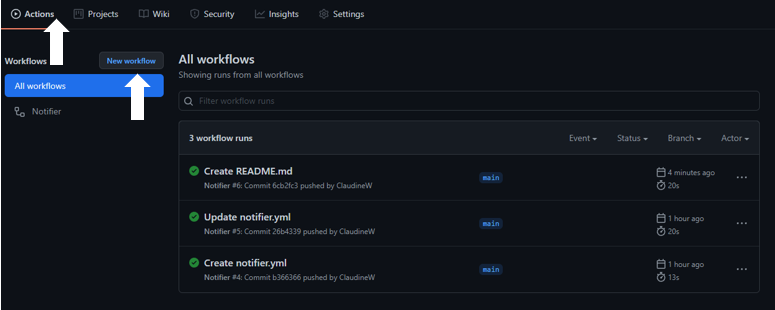 Actions Projects Wiki Security Insights Settings
Workflows New workflow
All workflows
Notifier
All workflows
Showing runs from all workflows
Filter workflow runs
3 workflow runs Event Status Branch Actor
Create README.md main 4 minutes ago
Notifier #6: Commit 6cb2fc3 pushed by ClaudineW 20s
Update notifier.yml main 1 hour ago
Notifier #5: Commit 26b4339 pushed by ClaudineW 20s
Create notifier.yml main 1 hour ago
Notifier #4: Commit b366366 pushed by ClaudineW 13s